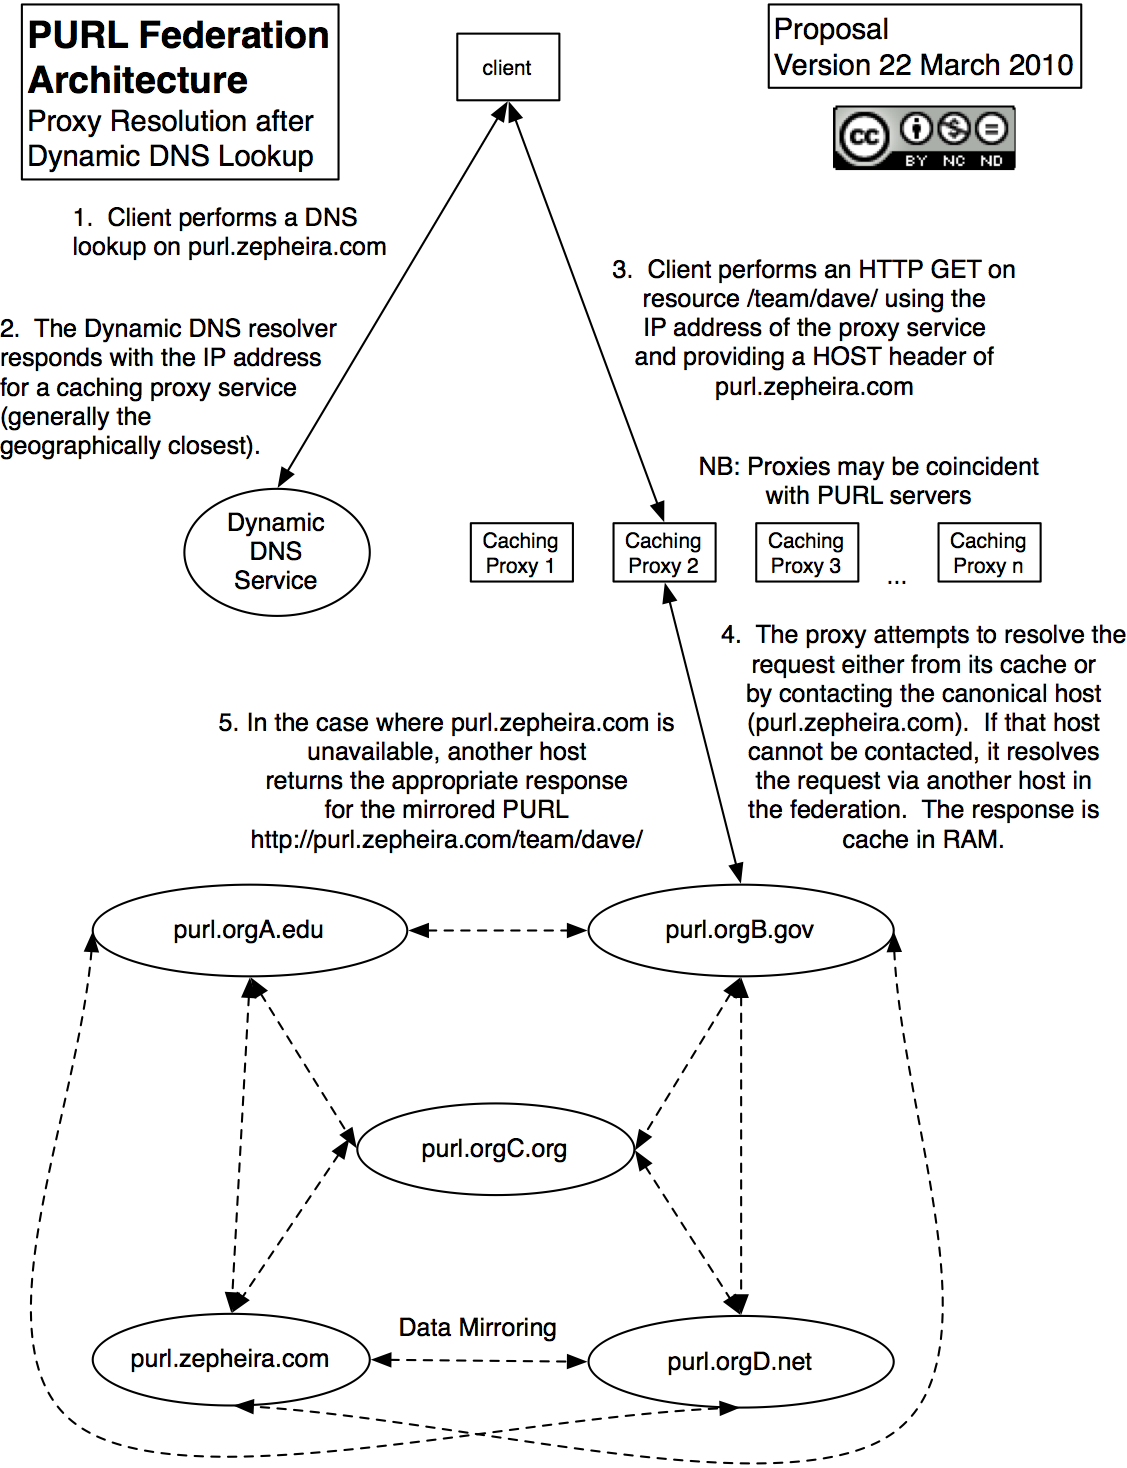 PURL Federation
Architecture
Proxy Resolution after
Dynamic DNS Lookup
client
Proposal
Version 22 March 2010
CC
BY NC ND
1. Client performs a DNS
lookup on purl.zepheira.com
2. The Dynamic DNS resolver
responds with the IP address
for a caching proxy service
(generally the
geographically closest).
3. Client performs an HTTP GET on
resource /team/dave/ using the
IP address of the proxy service
and providing a HOST header of
purl.zepheira.com
NB: Proxies may be coincident
with PURL servers
Dynamic
DNS
Service
Caching
Proxy 1
Caching
Proxy 2
Caching
Proxy 3
...
Caching
Proxy n
4. The proxy attempts to resolve the
request either from its cache or
by contacting the canonical host
(purl.zepheira.com). If that host
cannot be contacted, it resolves
the request via another host in
the federation. The response is
cache in RAM.
5. In the case where purl.zepheira.com is
unavailable, another host
returns the appropriate response
for the mirrored PURL
http://purl.zepheira.com/team/dave/
purl.orgA.edu
purl.orgB.gov
purl.orgC.org
Data Mirroring
purl.zepheira.com
purl.orgD.net